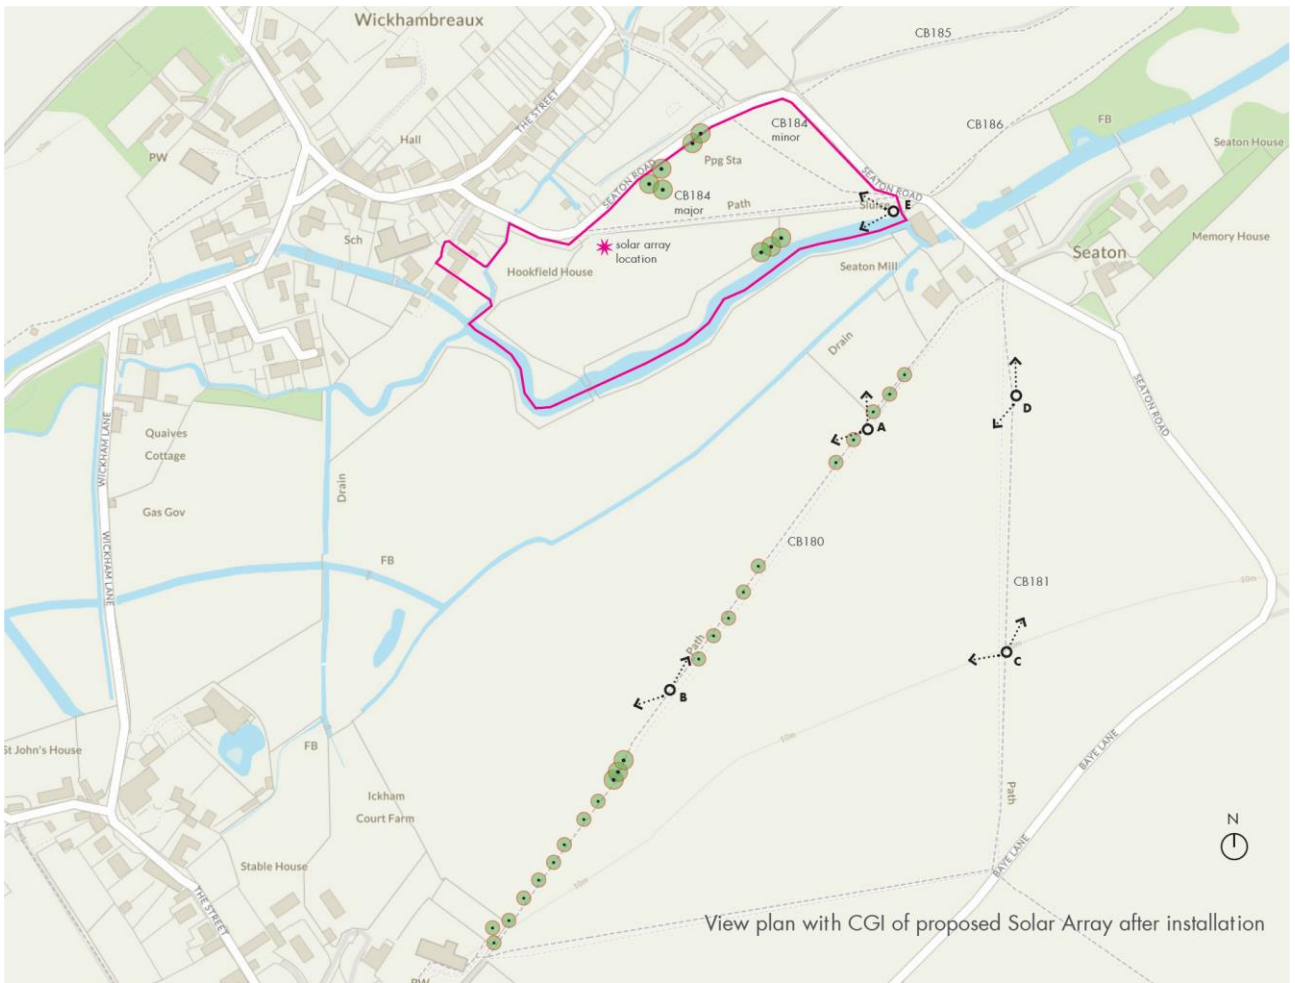 Wickhambreaux
CB185
THE STREET
CB184
minor
CB186
FB
PW
Hall
Ppg Sta
Seaton House
SEATON ROAD
SEATON ROAD
CB184
major
Path
Sluice
E
Memory House
Sch
solar array
location
Hookfield House
Seaton Mill
Seaton
Drain
SEATON ROAD
D
A
WICKHAM LANE
Quaives
Cottage
Drain
Gas Gov
CB180
WICKHAM LANE
FB
CB181
10m
10m
Path
C
B
St John's House
FB
10m
BAYE LANE
Ickham
Court Farm
Path
N
Stable House
BAYE LANE
10m
THE STREET
View plan with CGI of proposed Solar Array after installation
PW